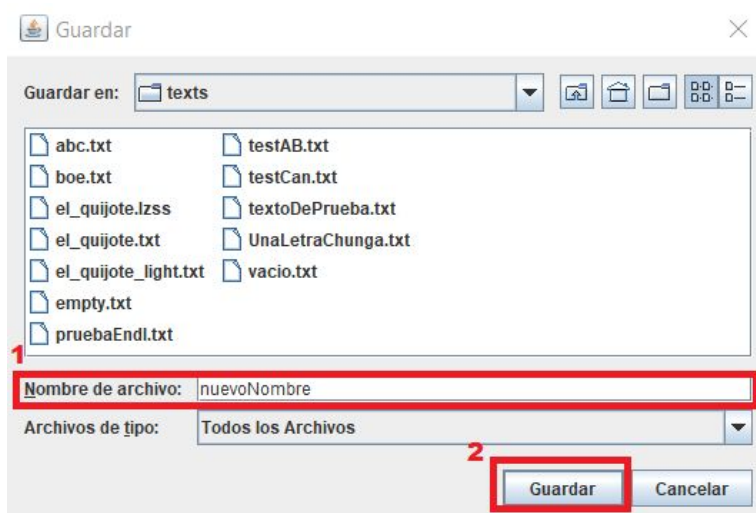 Guardar
Guardar en: texts
abc.txt testAB.txt
boe.txt testCan.txt
el_quijote.lzss textoDePrueba.txt
el_quijote.txt UnaLetraChunga.txt
el_quijote_light.txt vacio.txt
empty.txt
pruebaEndl.txt
1
Nombre de archivo: nuevoNombre
Archivos de tipo: Todos los Archivos
2
Guardar Cancelar